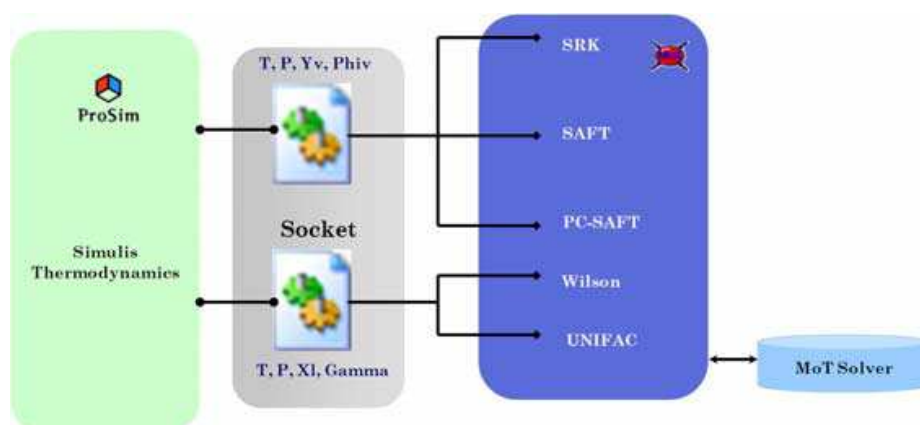 T, P, Yv, Phiv
SRK
ProSim
SAFT
Socket
PC-SAFT
Simulis
Thermodynamics
Wilson
UNIFAC
T, P, Xl, Gamma
MoT Solver